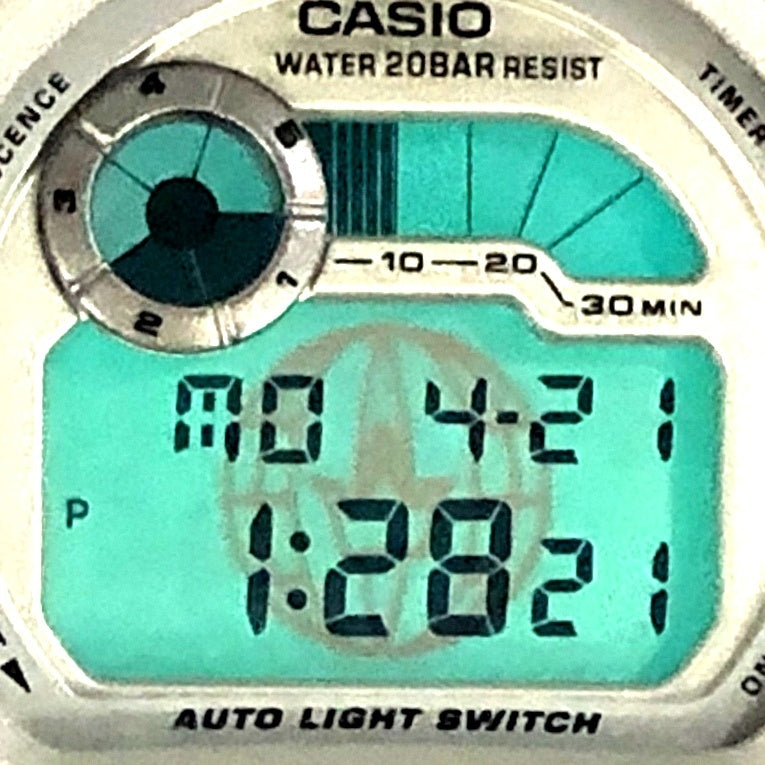 CASIO
WATER 20BAR RESIST
TIMER
4
5
3
1
2
10 20
30 MIN
MO 4-21
P
1:28 21
AUTO LIGHT SWITCH